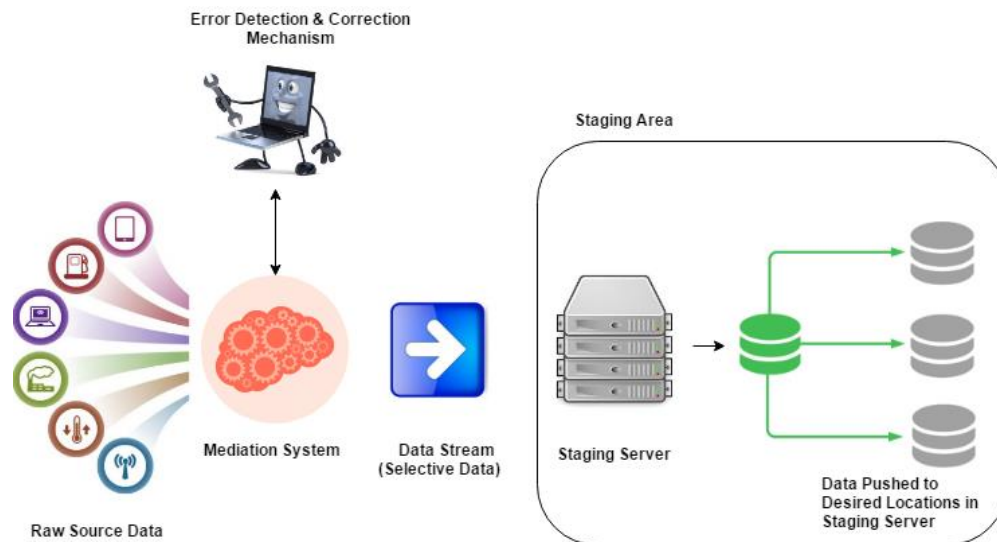 Error Detection & Correction
Mechanism
Staging Area
Mediation System
Data Stream
(Selective Data)
Staging Server
Data Pushed to
Desired Locations in
Staging Server
Raw Source Data